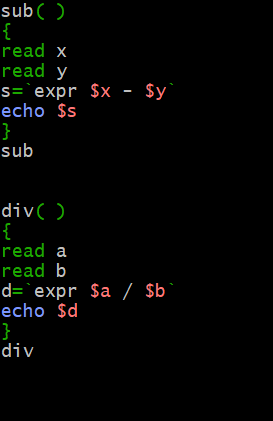 sub( )
{
read x
read y
s=`expr $x - $y`
echo $s
}
sub
div( )
{
read a
read b
d=`expr $a / $b`
echo $d
}
div